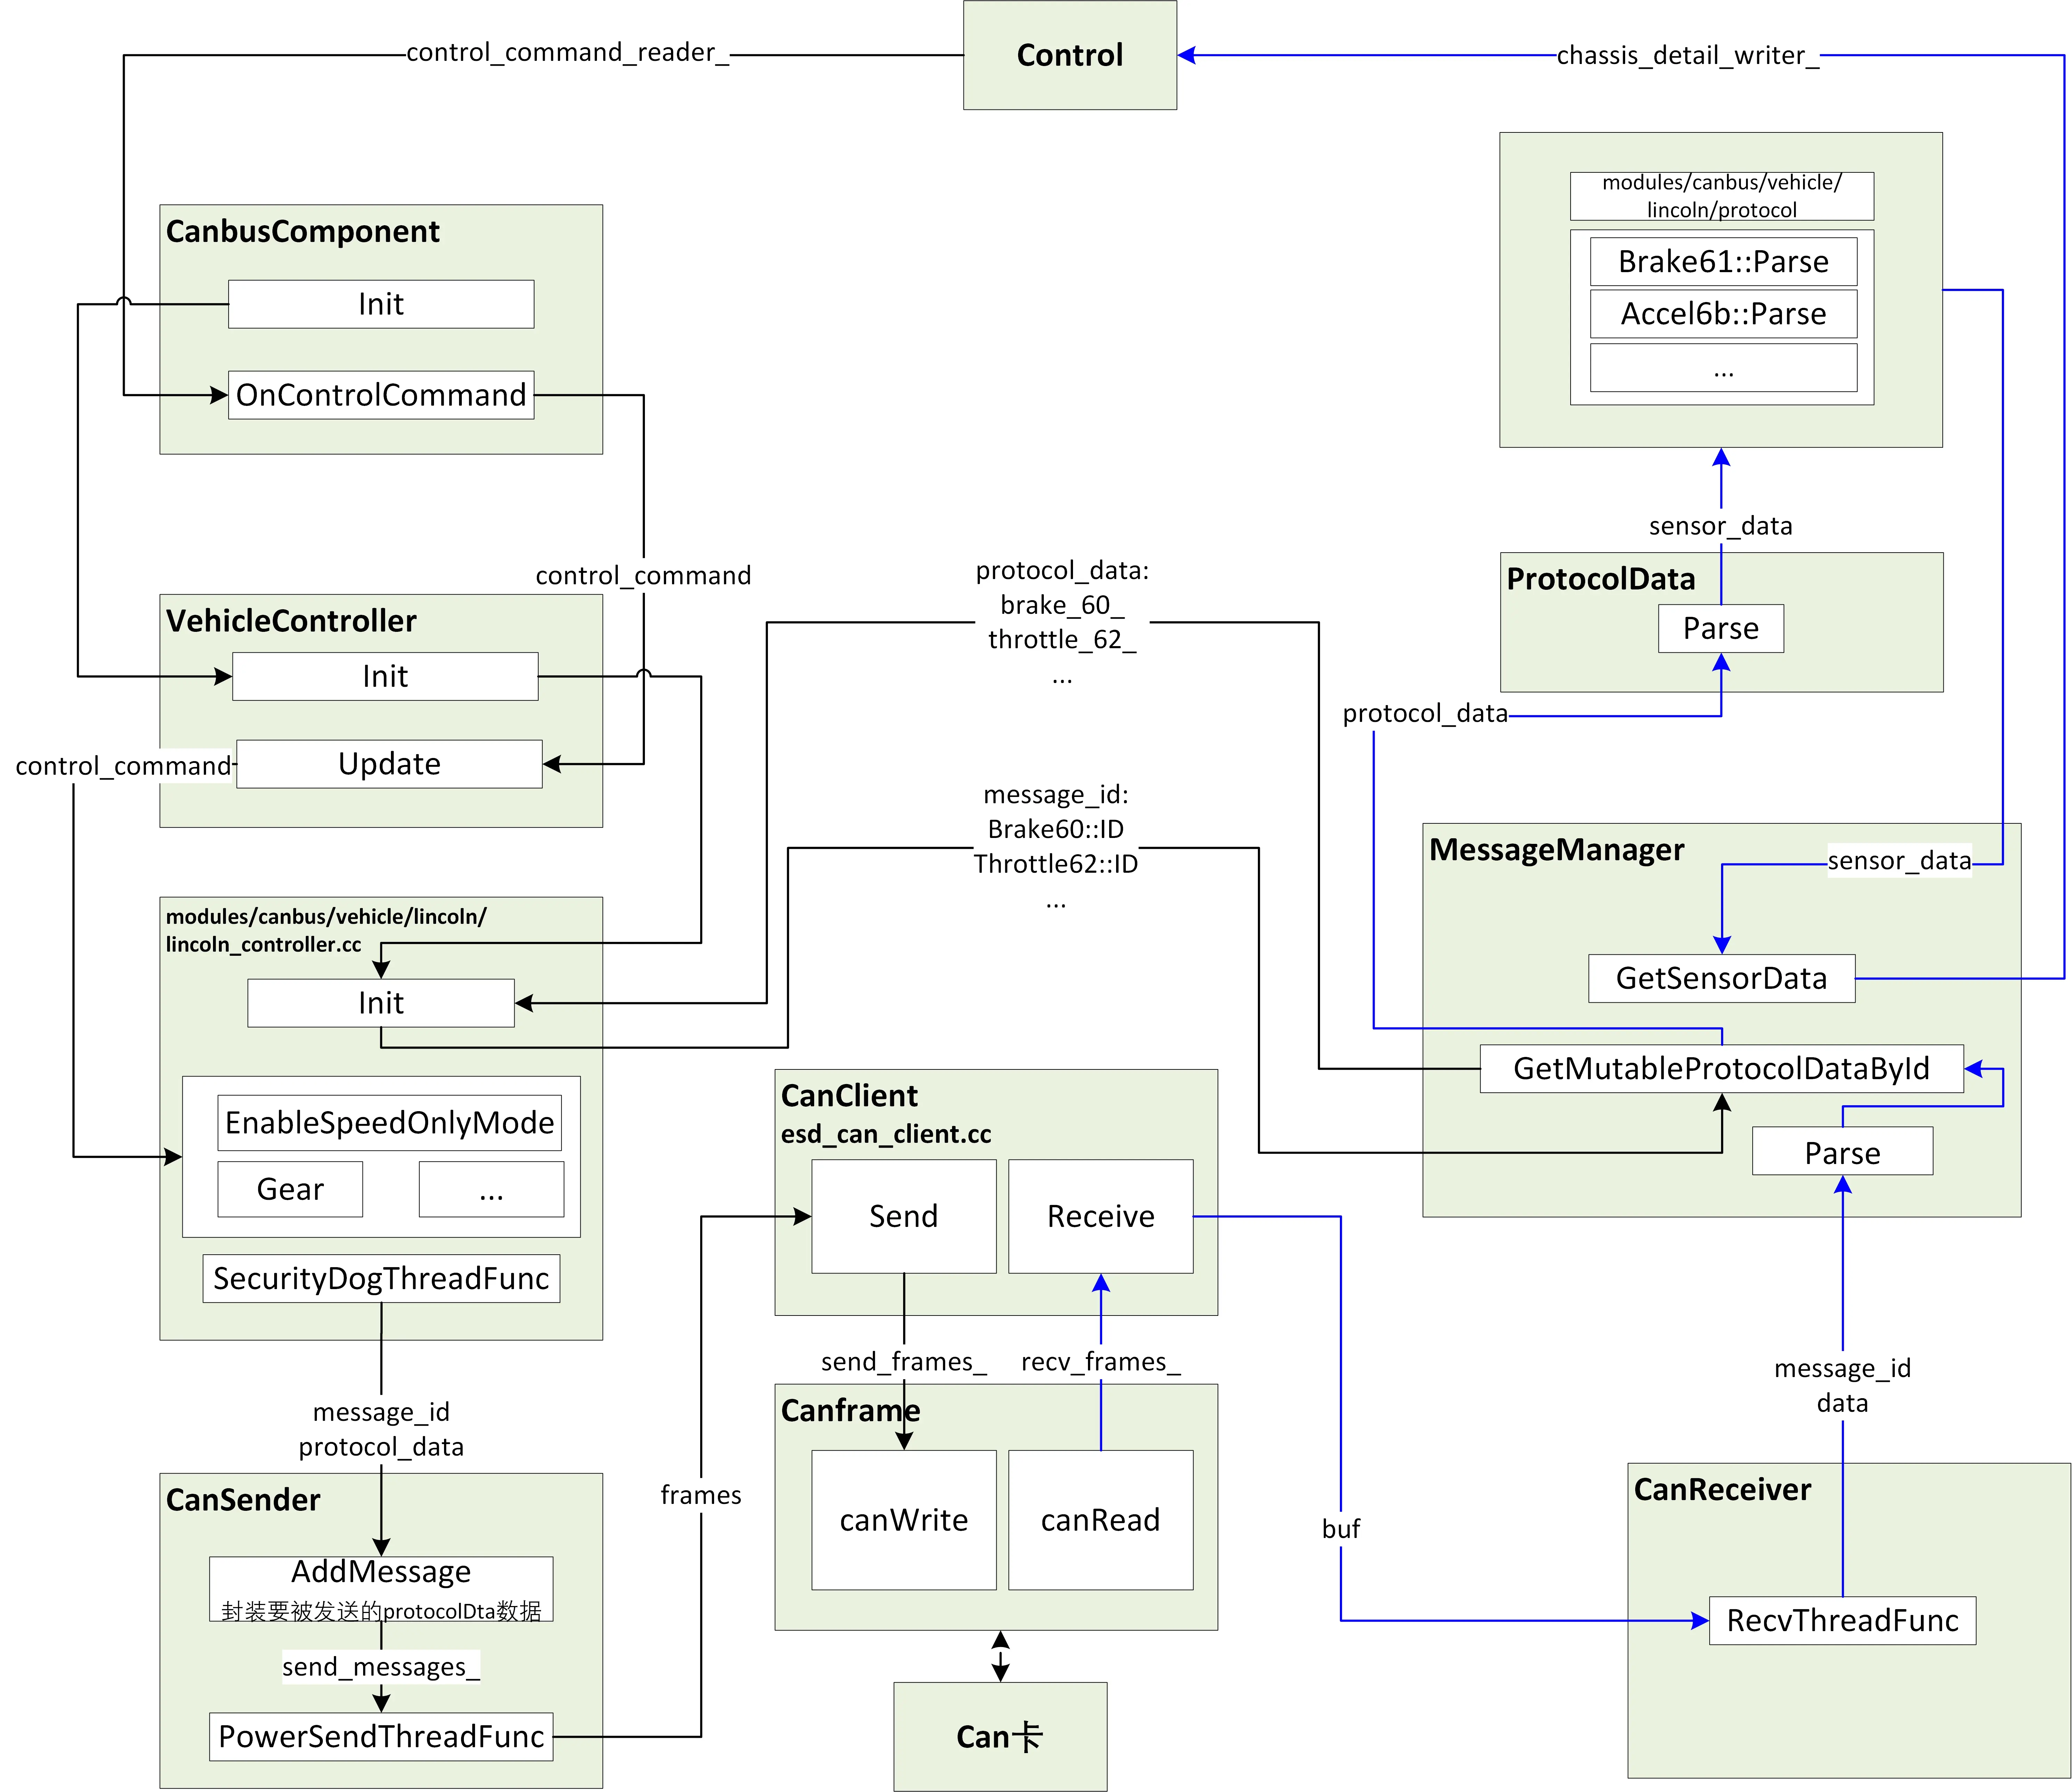 Control
control_command_reader_
chassis_detail_writer_
CanbusComponent
Init
OnControlCommand
control_command
VehicleController
Init
Update
control_command
modules/canbus/vehicle/lincoln/
lincoln_controller.cc
Init
EnableSpeedOnlyMode
Gear
...
SecurityDogThreadFunc
message_id
protocol_data
CanSender
AddMessage
封装要被发送的protocolDta数据
send_messages_
PowerSendThreadFunc
frames
protocol_data:
brake_60_
throttle_62_
...
message_id:
Brake60::ID
Throttle62::ID
...
CanClient
esd_can_client.cc
Send
Receive
send_frames_
recv_frames_
Canframe
canWrite
canRead
Can卡
buf
modules/canbus/vehicle/
lincoln/protocol
Brake61::Parse
Accel6b::Parse
...
sensor_data
ProtocolData
Parse
protocol_data
MessageManager
sensor_data
GetSensorData
GetMutableProtocolDataById
Parse
message_id
data
CanReceiver
RecvThreadFunc